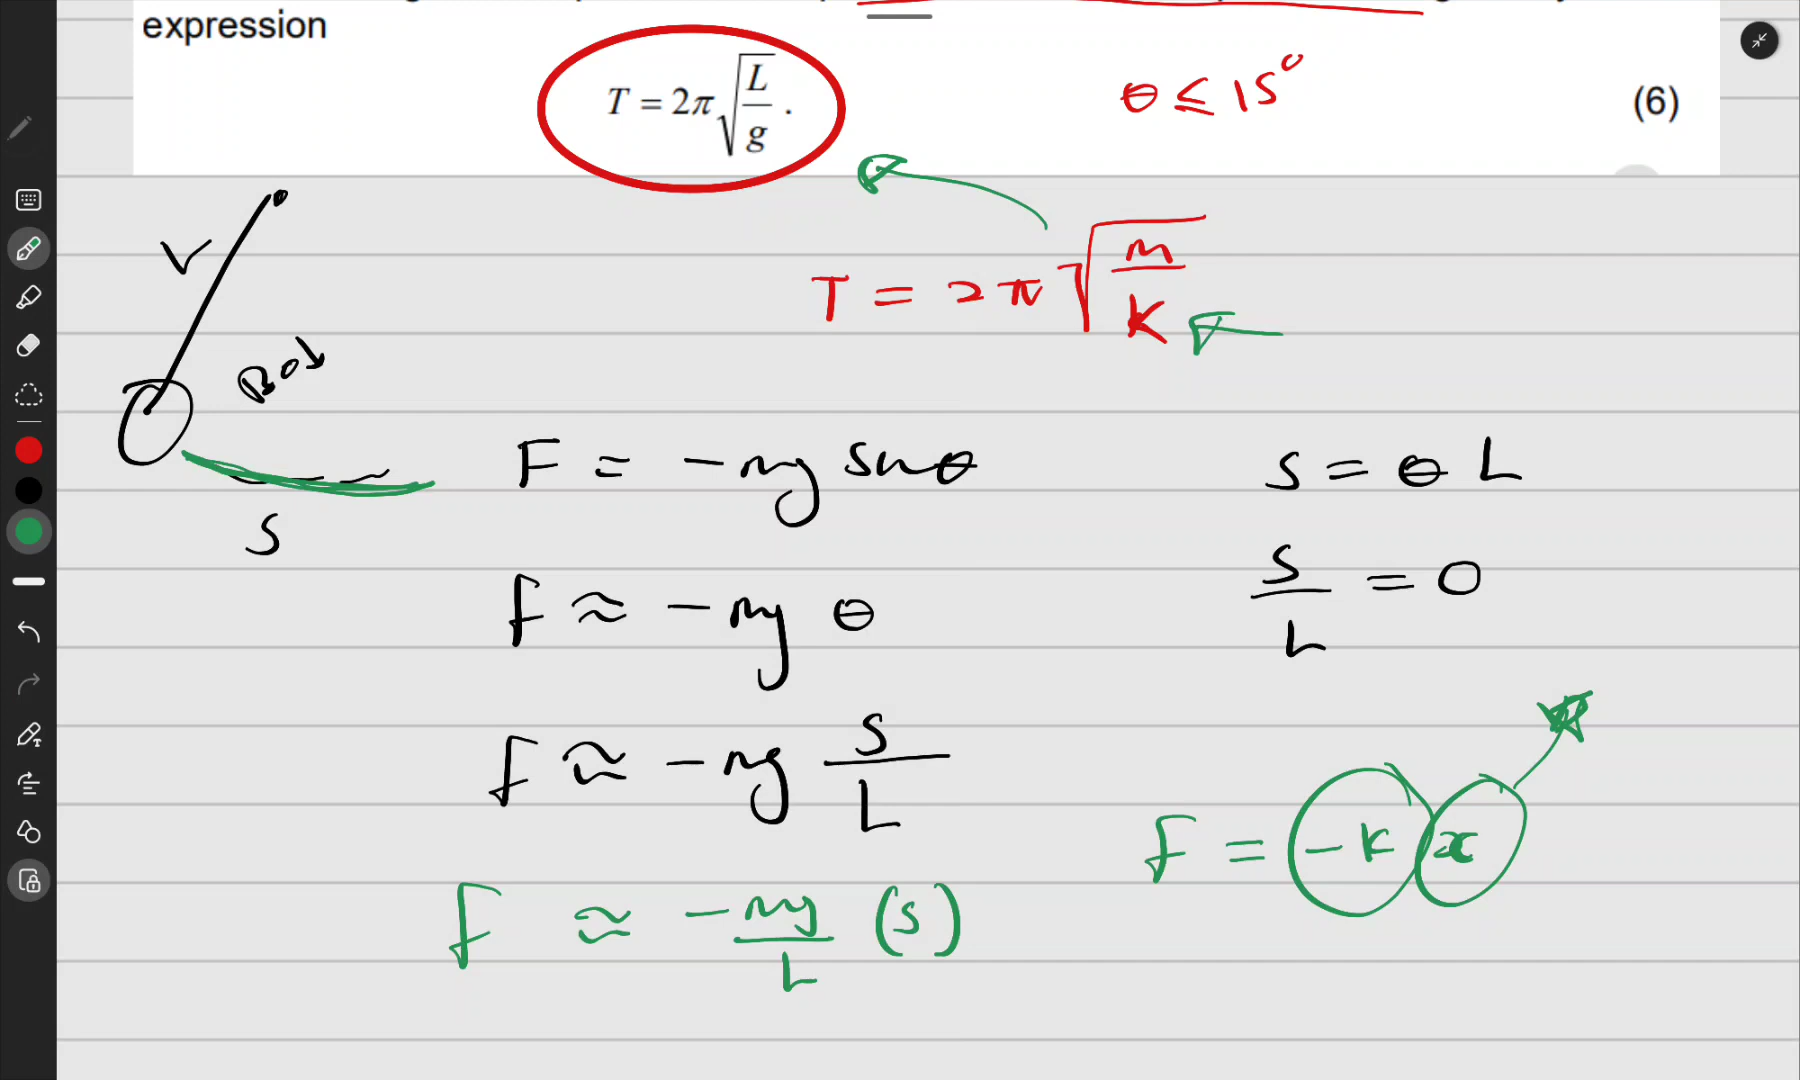 expression
T = 2π√(L/g) .
θ ≤ 15°
(6)
T = 2π√(m/k)
L
Bob
S
F = -mg sinθ
S = θ L
F ≈ -mg θ
S/L = θ
F ≈ -mg S/L
F = -k x
F ≈ -mg/L (s)